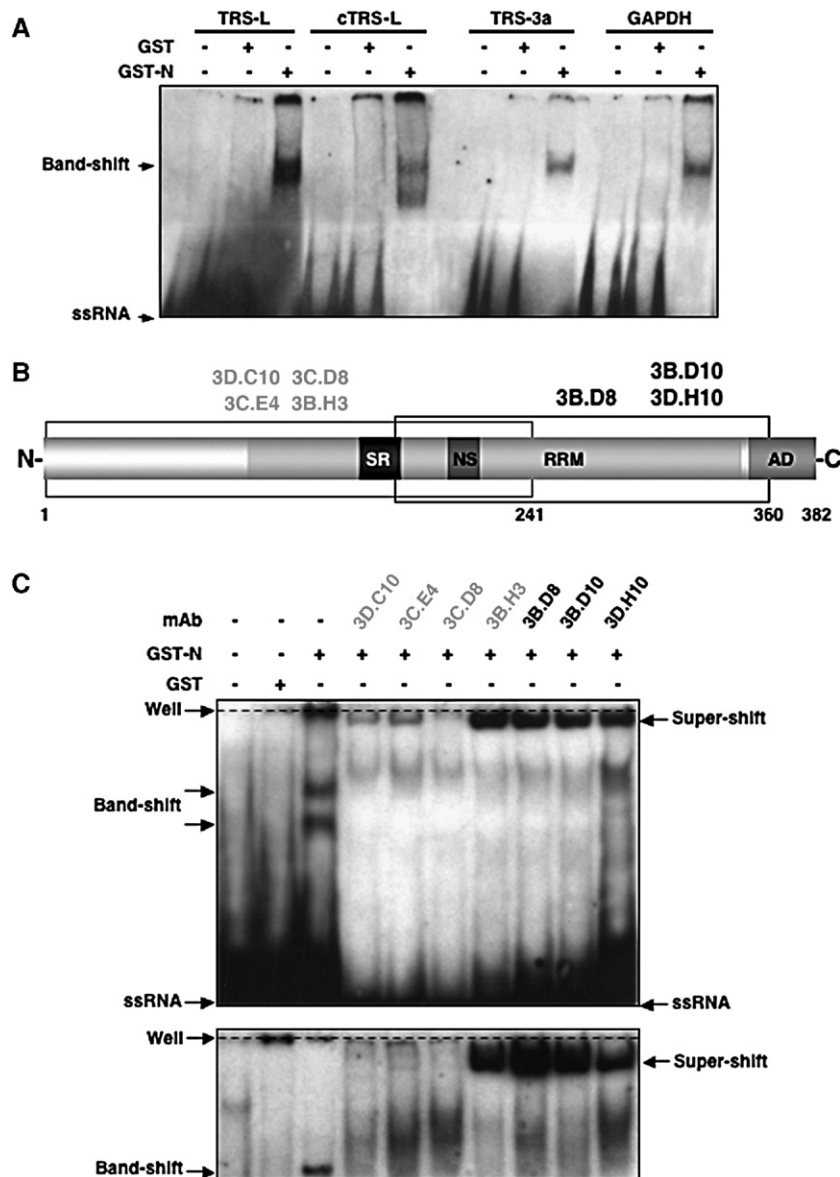 A
TRS-L cTRS-L TRS-3a GAPDH
GST - + - - + - - + - - + -
GST-N - - + - - + - - + - - +
Band-shift
ssRNA
B
3D.C10 3C.D8 3B.D10
3C.E4 3B.H3 3B.D8 3D.H10
N- SR NS RRM AD -C
1 241 360 382
C
mAb - - - 3D.C10 3C.E4 3C.D8 3B.H3 3B.D8 3B.D10 3D.H10
GST-N - - + + + + + + + +
GST - + - - - - - - - -
Well
Super-shift
Band-shift
ssRNA ssRNA
Well
Super-shift
Band-shift